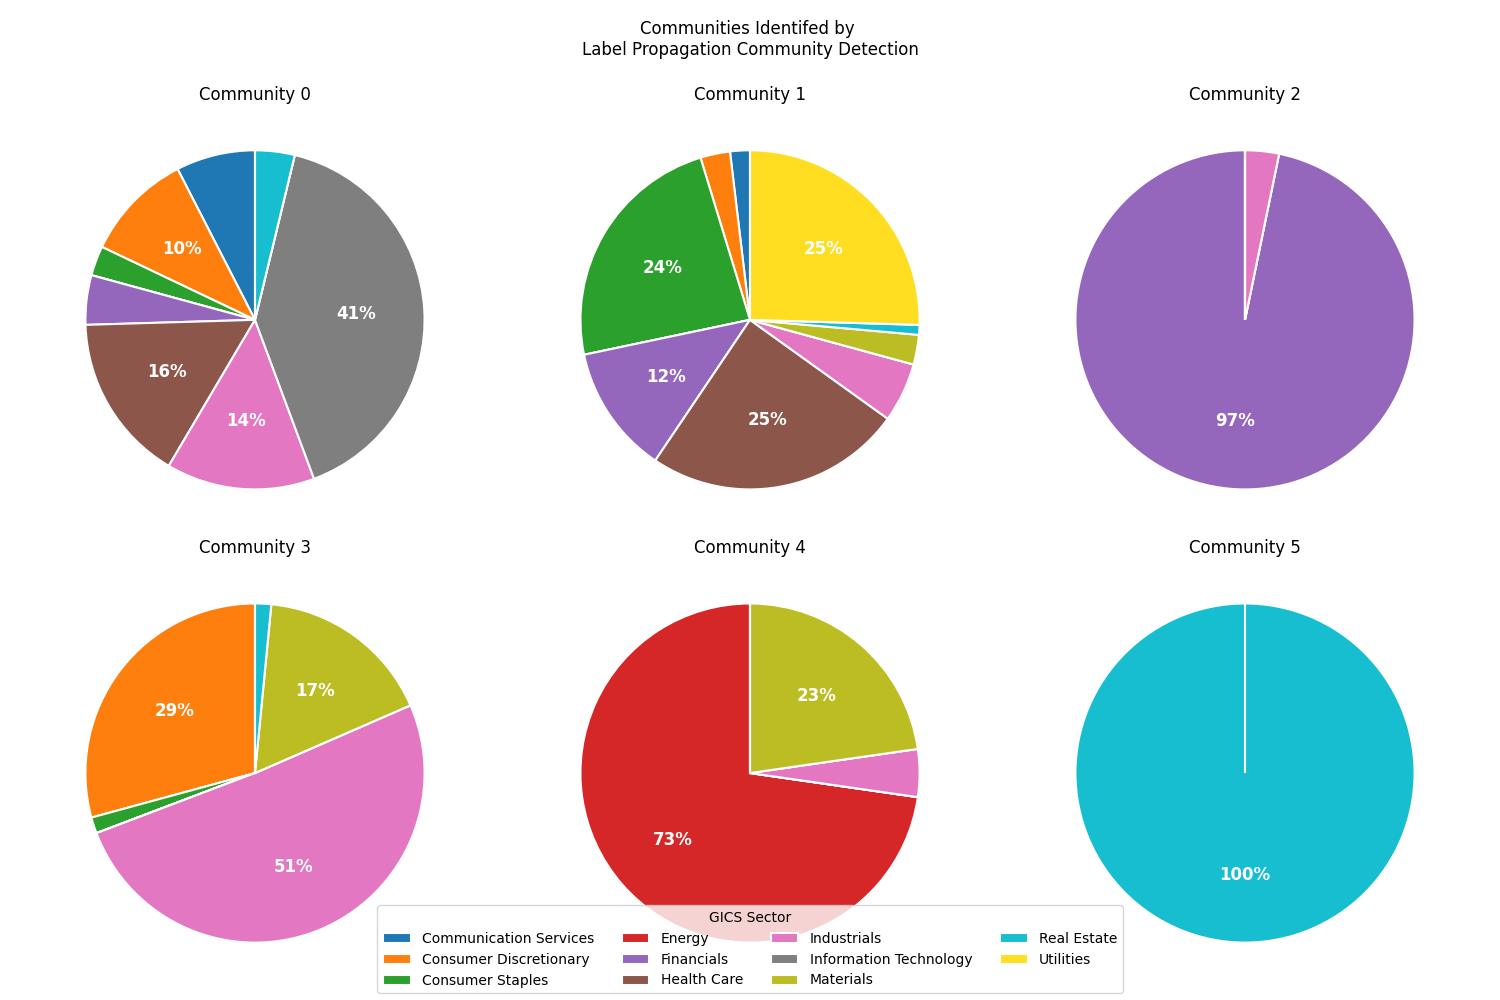 Communities Identifed by
Label Propagation Community Detection
Community 0
10%
41%
16%
14%
Community 1
25%
24%
12%
25%
Community 2
97%
Community 3
29%
17%
51%
Community 4
23%
73%
Community 5
100%
GICS Sector
Communication Services
Consumer Discretionary
Consumer Staples
Energy
Financials
Health Care
Industrials
Information Technology
Materials
Real Estate
Utilities